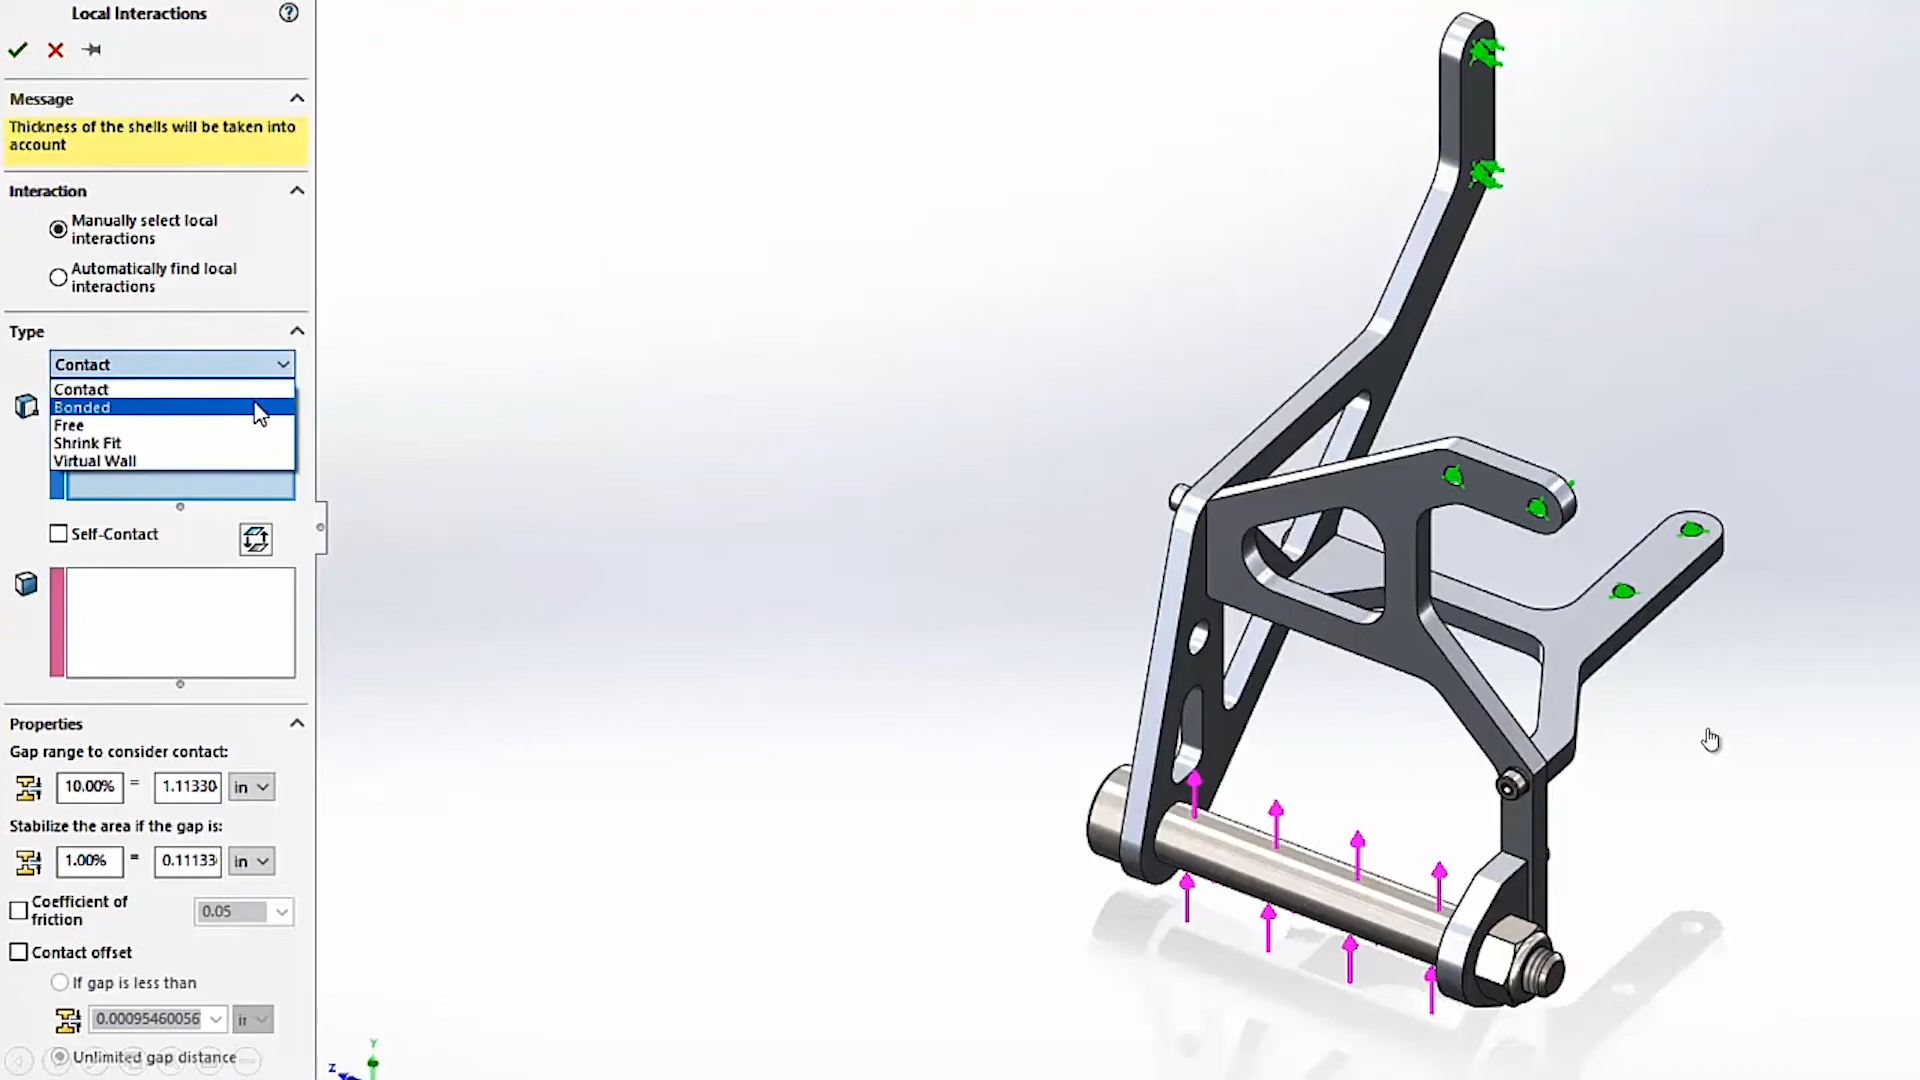 Local Interactions
Message
Thickness of the shells will be taken into
account
Interaction
Manually select local
interactions
Automatically find local
interactions
Type
Contact
Contact
Bonded
Free
Shrink Fit
Virtual Wall
Self-Contact
Properties
Gap range to consider contact:
10.00% = 1.11330 in
Stabilize the area if the gap is:
1.00% = 0.11133 in
Coefficient of
friction
0.05
Contact offset
If gap is less than
0.00095460056
Unlimited gap distance
Y
Z